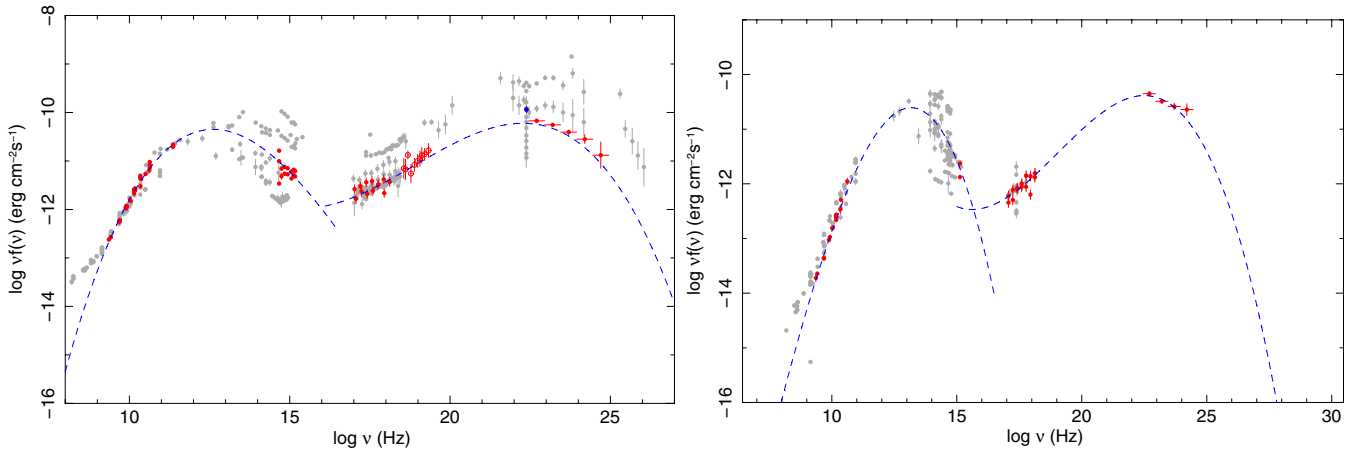 −8
−10
−12
−14
−16
log νf(ν) (erg cm⁻²s⁻¹)
10 15 20 25
log ν (Hz)
−10
−12
−14
−16
log νf(ν) (erg cm⁻²s⁻¹)
10 15 20 25 30
log ν (Hz)